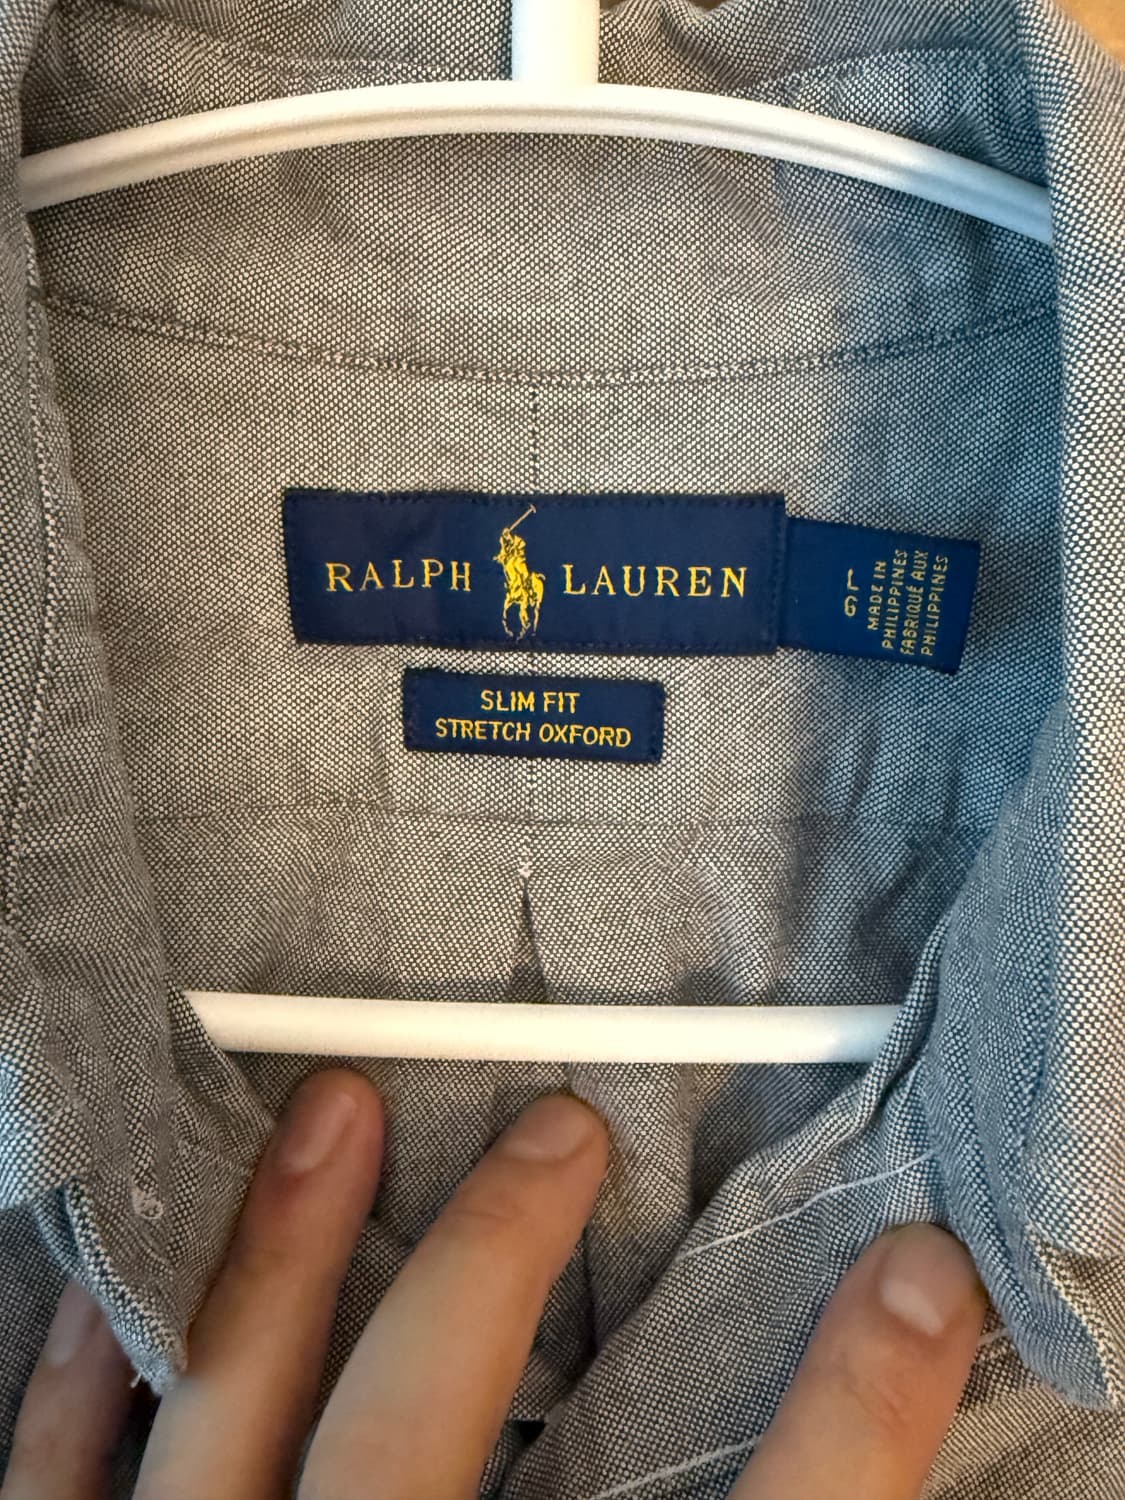 RALPH LAUREN
L G
MADE IN
PHILIPPINES
FABRIQUÉ AUX
PHILIPPINES
SLIM FIT
STRETCH OXFORD